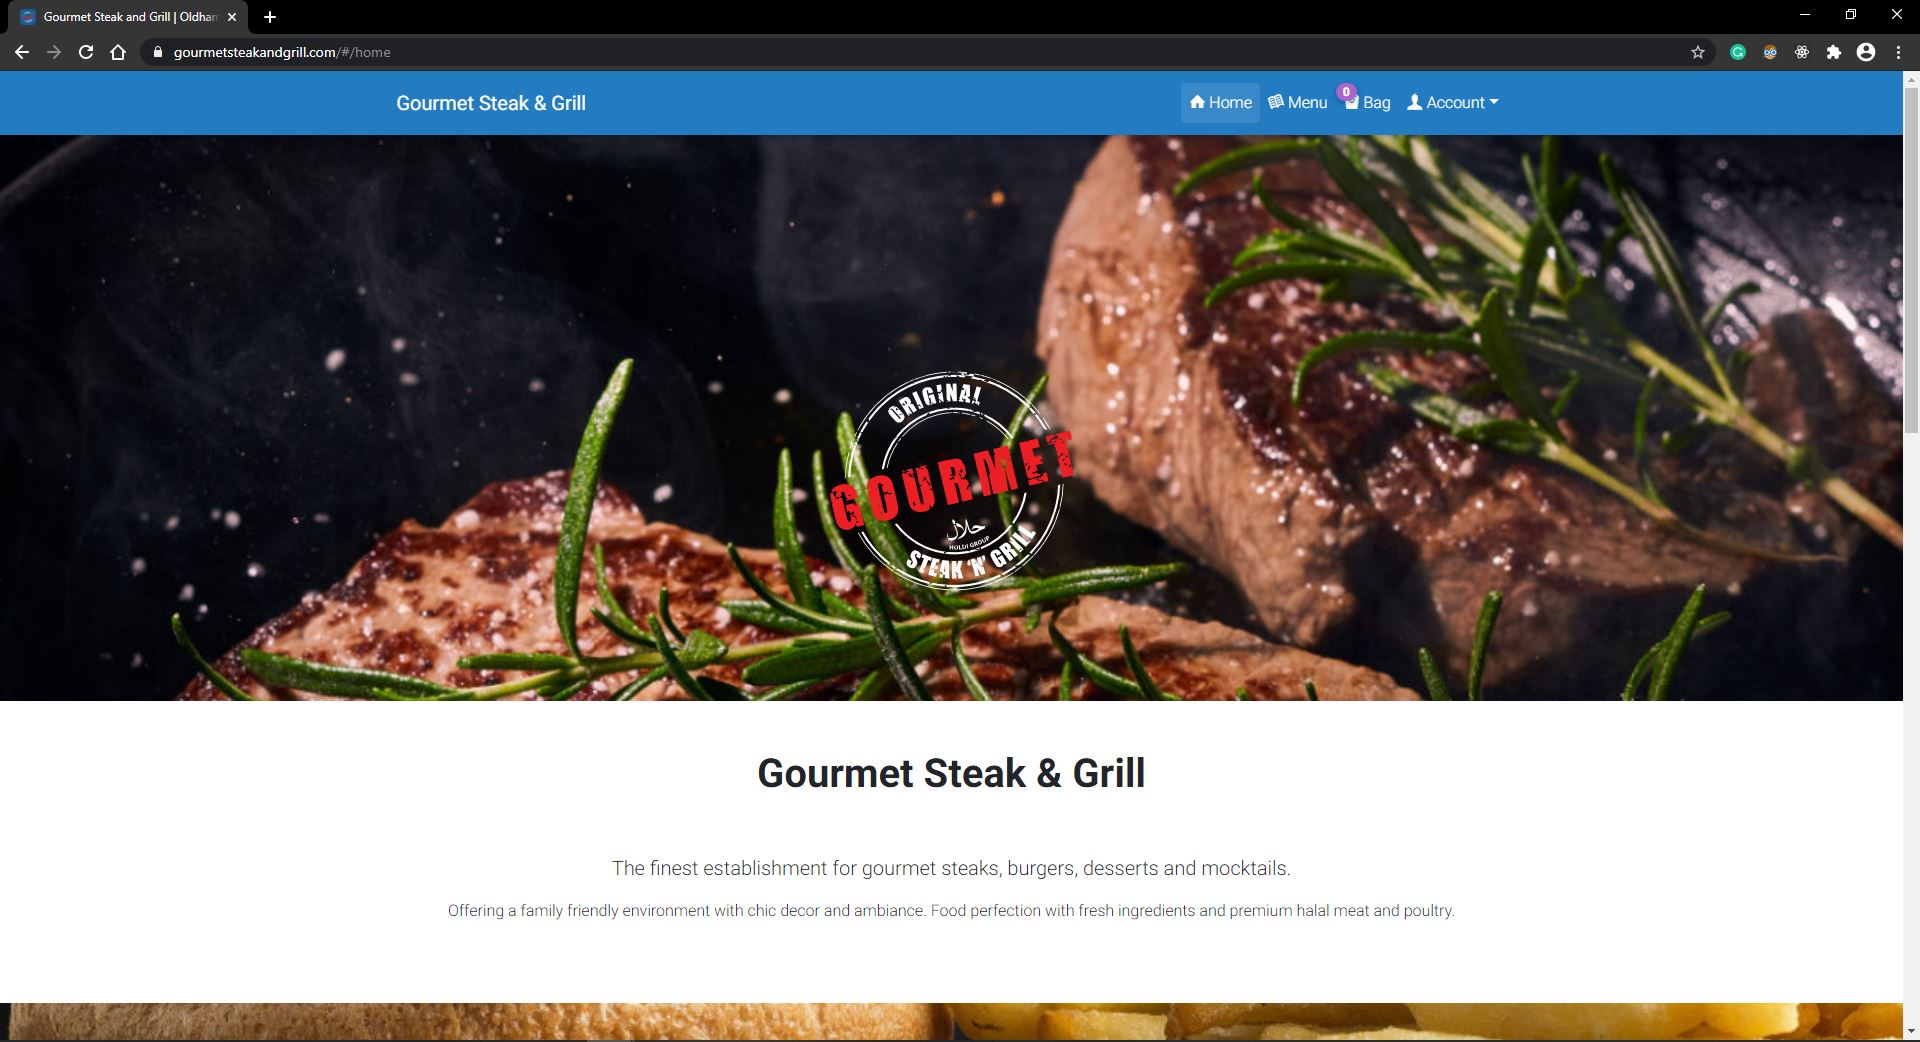 Gourmet Steak and Grill | Oldham
gourmetsteakandgrill.com/#/home
Gourmet Steak & Grill
Home
Menu
0
Bag
Account
ORIGINAL
GOURMET
حلال
HOLDI GROUP
STEAK 'N' GRILL
Gourmet Steak & Grill
The finest establishment for gourmet steaks, burgers, desserts and mocktails.
Offering a family friendly environment with chic decor and ambiance. Food perfection with fresh ingredients and premium halal meat and poultry.